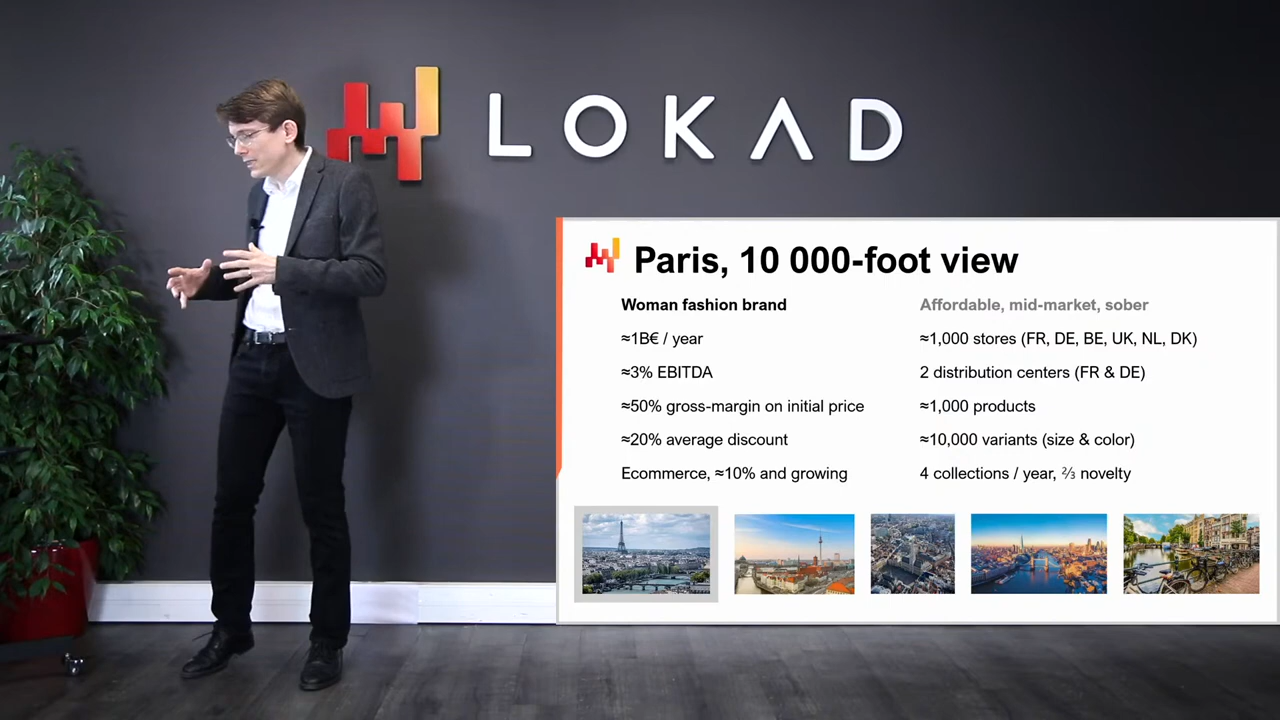 LOKAD
Paris, 10 000-foot view
Woman fashion brand
Affordable, mid-market, sober
≈1B€ / year
≈1,000 stores (FR, DE, BE, UK, NL, DK)
≈3% EBITDA
2 distribution centers (FR & DE)
≈50% gross-margin on initial price
≈1,000 products
≈20% average discount
≈10,000 variants (size & color)
Ecommerce, ≈10% and growing
4 collections / year, ⅔ novelty